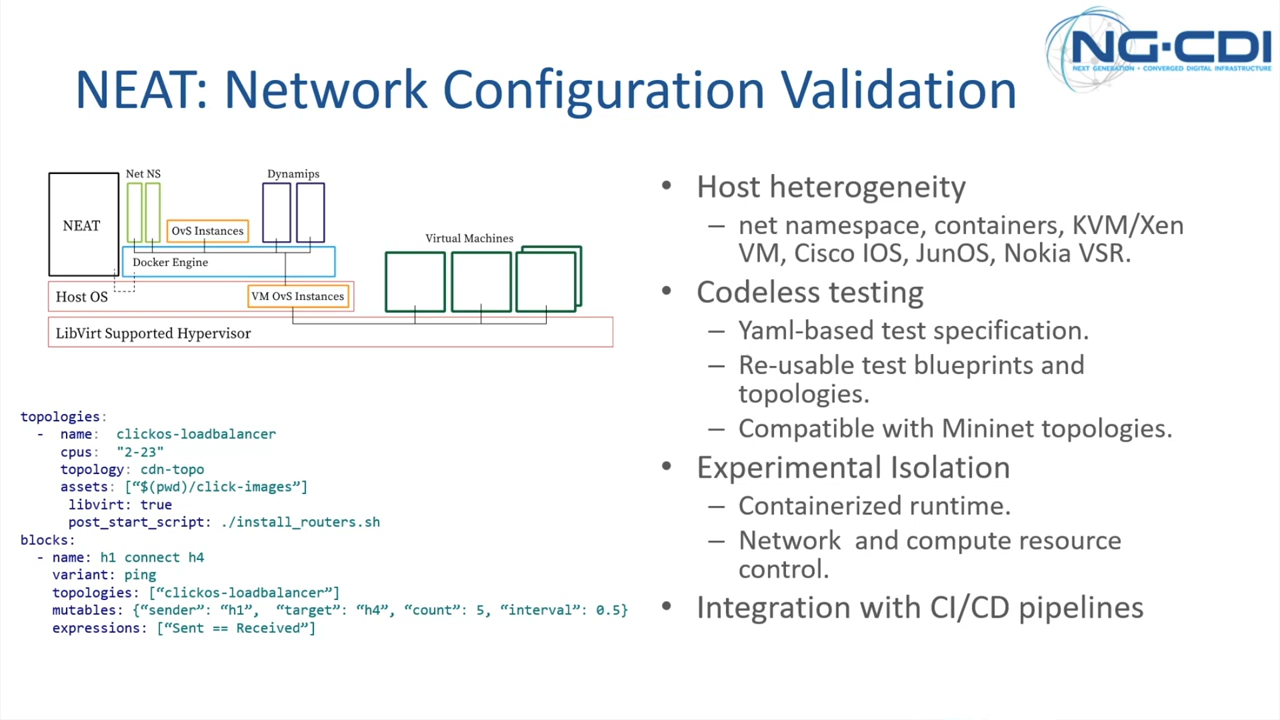 NG-CDI
NEXT GENERATION - CONVERGED DIGITAL INFRASTRUCTURE
NEAT: Network Configuration Validation
Net NS
Dynamips
NEAT
OvS Instances
Virtual Machines
Docker Engine
Host OS
VM OvS Instances
LibVirt Supported Hypervisor
topologies:
- name: clickos-loadbalancer
cpus: "2-23"
topology: cdn-topo
assets: [“$(pwd)/click-images”]
libvirt: true
post_start_script: ./install_routers.sh
blocks:
- name: h1 connect h4
variant: ping
topologies: [“clickos-loadbalancer”]
mutables: {“sender”: “h1”, “target”: “h4”, “count”: 5, “interval”: 0.5}
expressions: [“Sent == Received”]
• Host heterogeneity
– net namespace, containers, KVM/Xen
VM, Cisco IOS, JunOS, Nokia VSR.
• Codeless testing
– Yaml-based test specification.
– Re-usable test blueprints and
topologies.
– Compatible with Mininet topologies.
• Experimental Isolation
– Containerized runtime.
– Network and compute resource
control.
• Integration with CI/CD pipelines